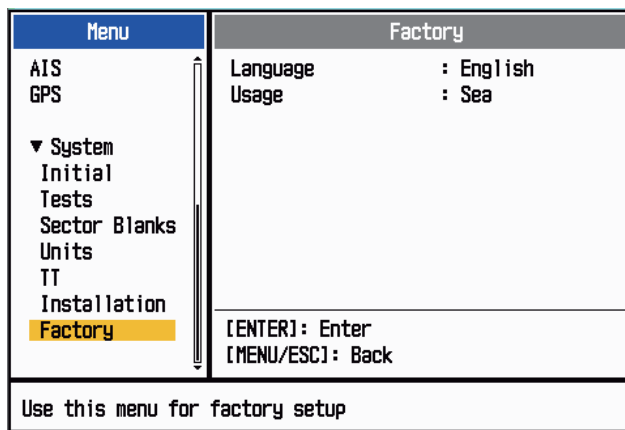 Menu
AIS
GPS
▼ System
Initial
Tests
Sector Blanks
Units
TT
Installation
Factory
Factory
Language : English
Usage : Sea
[ENTER]: Enter
[MENU/ESC]: Back
Use this menu for factory setup